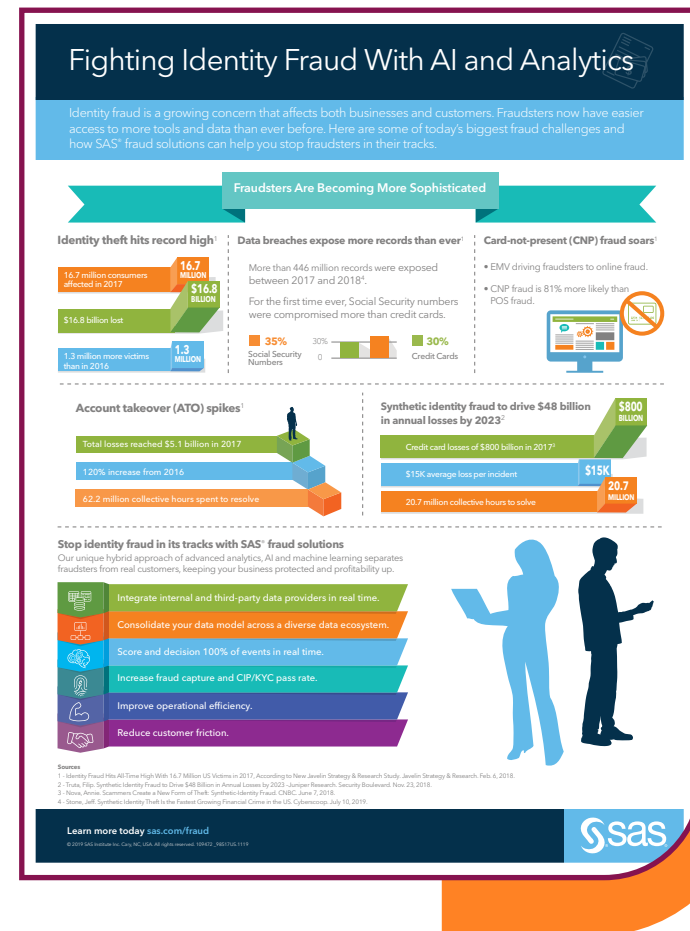 Fighting Identity Fraud With AI and Analytics
Identity fraud is a growing concern that affects both businesses and customers. Fraudsters now have easier
access to more tools and data than ever before. Here are some of today's biggest fraud challenges and
how SAS® fraud solutions can help you stop fraudsters in their tracks.
Fraudsters Are Becoming More Sophisticated
Identity theft hits record high¹
16.7 million consumers
affected in 2017
16.7
MILLION
$16.8 billion lost
$16.8
BILLION
1.3 million more victims
than in 2016
1.3
MILLION
Data breaches expose more records than ever¹
More than 446 million records were exposed
between 2017 and 2018⁴.
For the first time ever, Social Security numbers
were compromised more than credit cards.
35%
Social Security
Numbers
30%
0
30%
Credit Cards
Card-not-present (CNP) fraud soars¹
• EMV driving fraudsters to online fraud.
• CNP fraud is 81% more likely than
POS fraud.
Account takeover (ATO) spikes¹
Total losses reached $5.1 billion in 2017
120% increase from 2016
62.2 million collective hours spent to resolve
Synthetic identity fraud to drive $48 billion
in annual losses by 2023²
$800
BILLION
Credit card losses of $800 billion in 2017³
$15K average loss per incident
$15K
20.7 million collective hours to solve
20.7
MILLION
Stop identity fraud in its tracks with SAS® fraud solutions
Our unique hybrid approach of advanced analytics, AI and machine learning separates
fraudsters from real customers, keeping your business protected and profitability up.
Integrate internal and third-party data providers in real time.
Consolidate your data model across a diverse data ecosystem.
Score and decision 100% of events in real time.
Increase fraud capture and CIP/KYC pass rate.
Improve operational efficiency.
Reduce customer friction.
Sources
1 - Identity Fraud Hits All-Time High With 16.7 Million US Victims in 2017, According to New Javelin Strategy & Research Study. Javelin Strategy & Research. Feb. 6, 2018.
2 - Truta, Filip. Synthetic Identity Fraud to Drive $48 Billion in Annual Losses by 2023 -Juniper Research. Security Boulevard. Nov. 23, 2018.
3 - Nova, Annie. Scammers Create a New Form of Theft: Synthetic-Identity Fraud. CNBC. June 7, 2018.
4 - Stone, Jeff. Synthetic Identity Theft Is the Fastest Growing Financial Crime in the US. Cyberscoop. July 10, 2019.
Learn more today sas.com/fraud
© 2019 SAS Institute Inc. Cary, NC, USA. All rights reserved. 109472_98517US.1119
sas